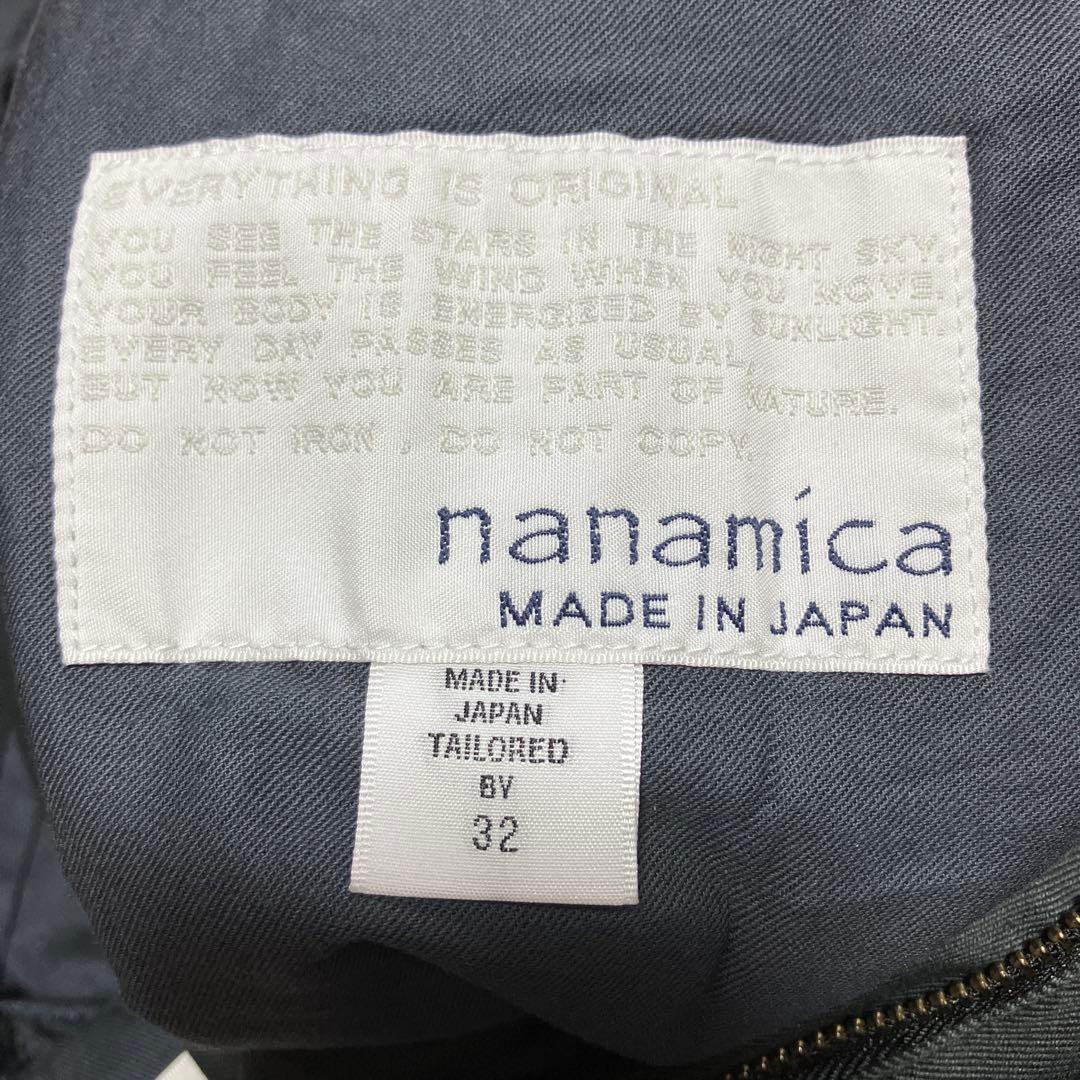 EVERYTHING IS ORIGINAL
YOU SEE THE STARS IN THE NIGHT SKY.
YOU FEEL THE WIND WHEN YOU MOVE.
YOUR BODY IS ENERGIZED BY SUNLIGHT.
EVERY DAY PASSES AS USUAL,
BUT NOW YOU ARE PART OF NATURE.
DO NOT IRON, DO NOT COPY.
nanamíca
MADE IN JAPAN
MADE IN
JAPAN
TAILORED
BY
32